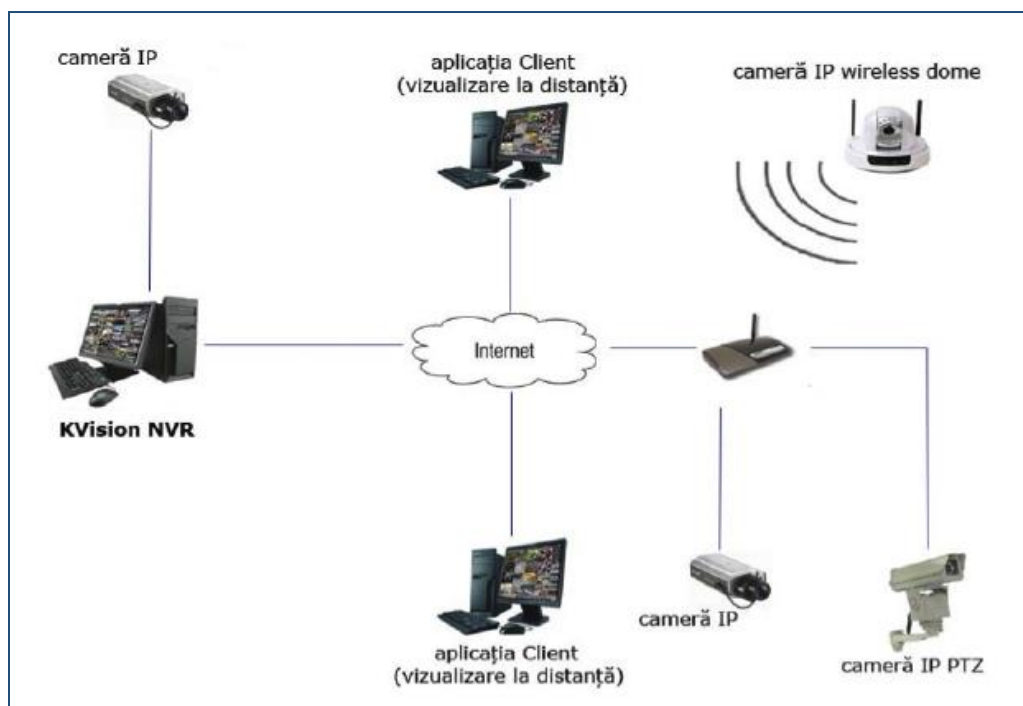 cameră IP
aplicația Client
(vizualizare la distanță)
cameră IP wireless dome
Internet
KVision NVR
cameră IP
aplicația Client
(vizualizare la distanță)
cameră IP PTZ